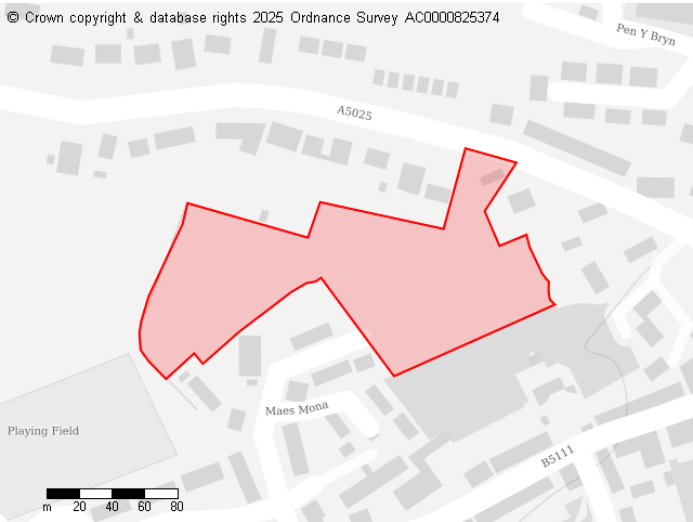 © Crown copyright & database rights 2025 Ordnance Survey AC0000825374
Pen Y Bryn
A5025
Maes Mona
Playing Field
B5111
m 20 40 60 80